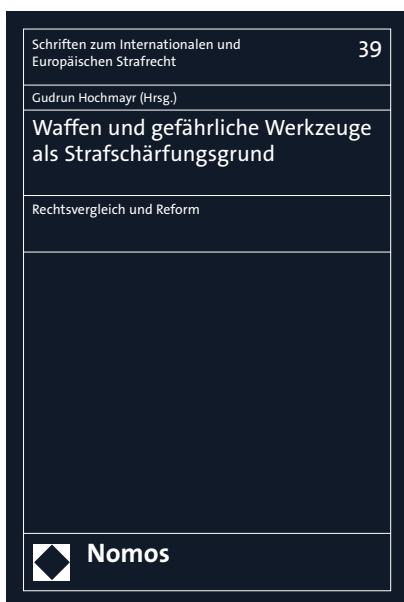 Schriften zum Internationalen und
Europäischen Strafrecht
39
Gudrun Hochmayr (Hrsg.)
Waffen und gefährliche Werkzeuge
als Strafschärfungsgrund
Rechtsvergleich und Reform
Nomos